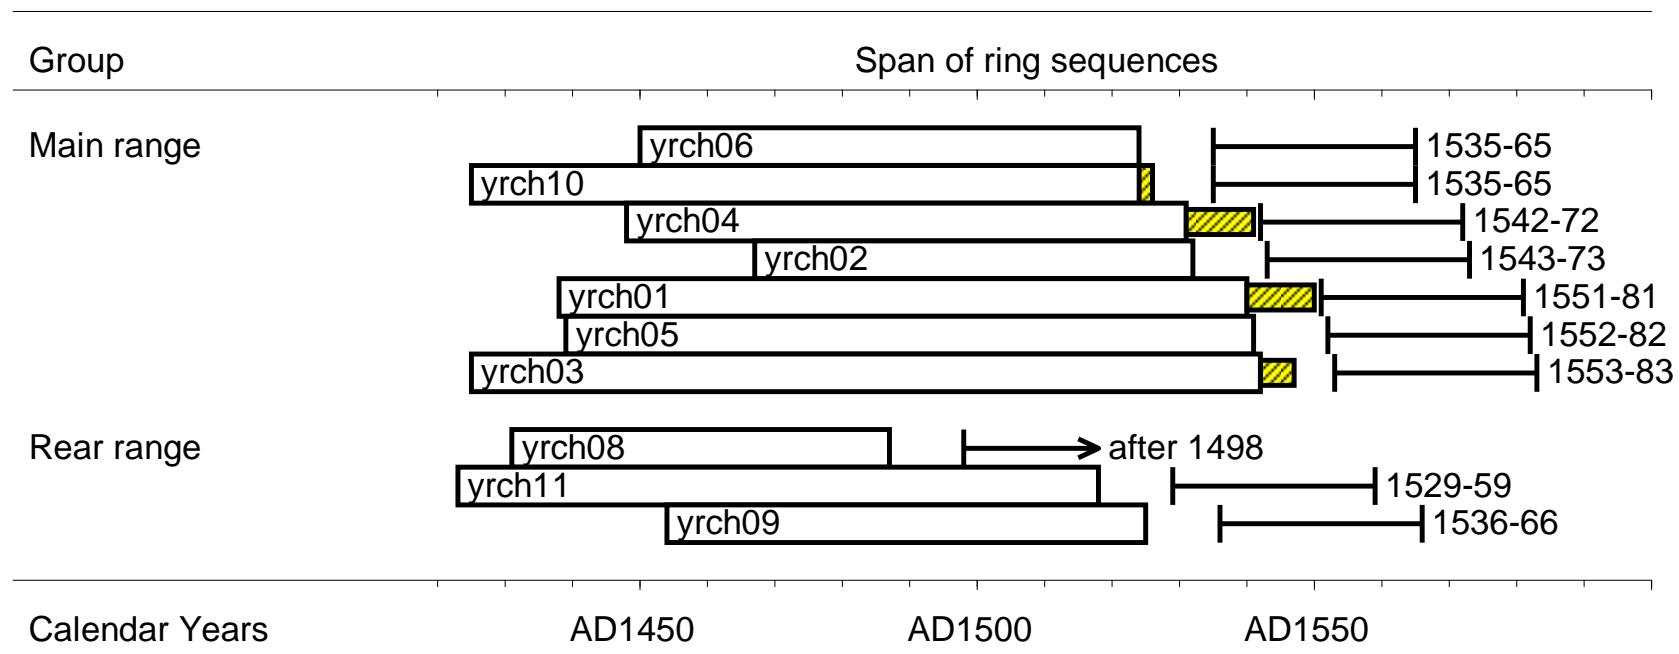 Group Span of ring sequences
Main range yrch06 1535-65
yrch10 1535-65
yrch04 1542-72
yrch02 1543-73
yrch01 1551-81
yrch05 1552-82
yrch03 1553-83
Rear range yrch08 after 1498
yrch11 1529-59
yrch09 1536-66
Calendar Years AD1450 AD1500 AD1550